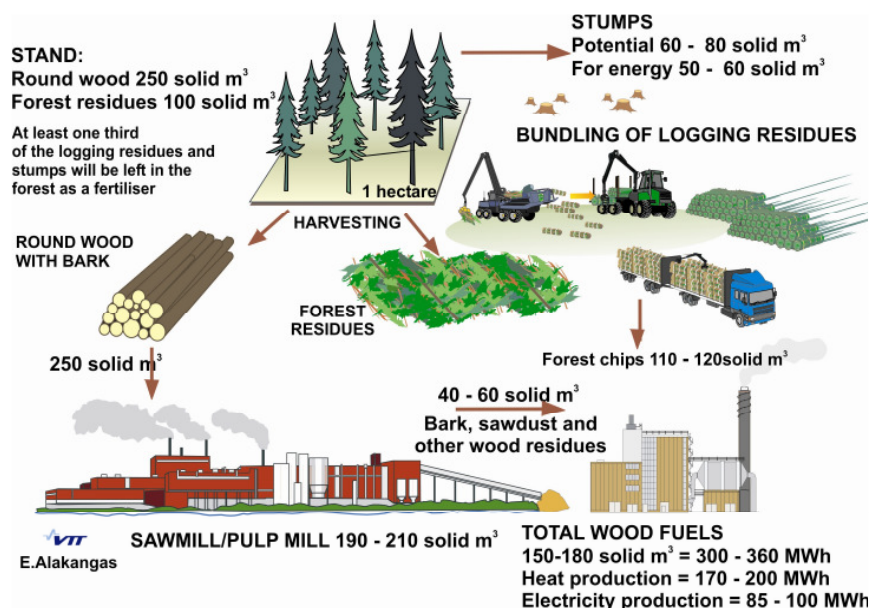 STAND:
Round wood 250 solid m³
Forest residues 100 solid m³
At least one third
of the logging residues and
stumps will be left in the
forest as a fertiliser
STUMPS
Potential 60 - 80 solid m³
For energy 50 - 60 solid m³
BUNDLING OF LOGGING RESIDUES
1 hectare
HARVESTING
ROUND WOOD
WITH BARK
FOREST
RESIDUES
250 solid m³
Forest chips 110 - 120solid m³
40 - 60 solid m³
Bark, sawdust and
other wood residues
VTT
E.Alakangas
SAWMILL/PULP MILL 190 - 210 solid m³
TOTAL WOOD FUELS
150-180 solid m³ = 300 - 360 MWh
Heat production = 170 - 200 MWh
Electricity production = 85 - 100 MWh